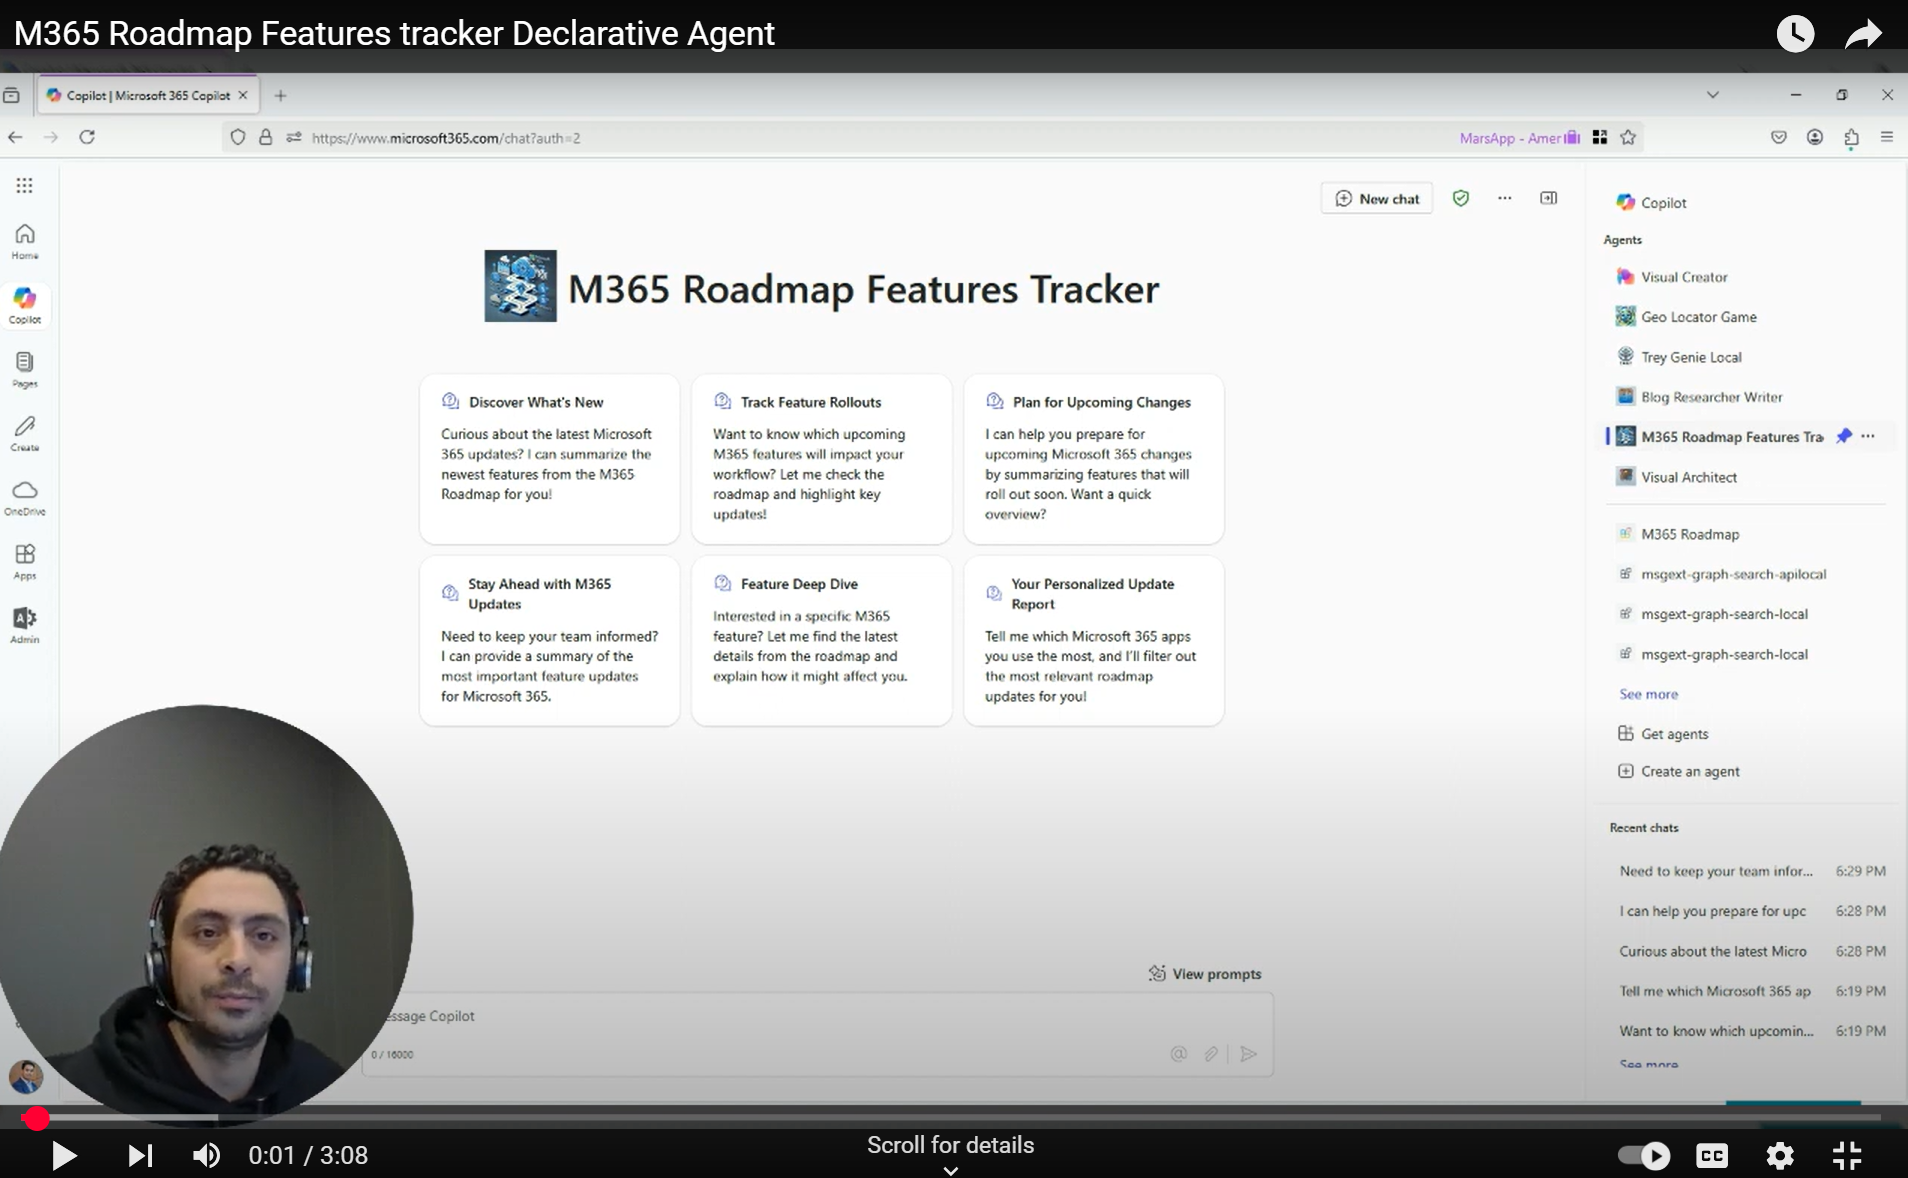 M365 Roadmap Features tracker Declarative Agent
Copilot | Microsoft 365 Copilot
https://www.microsoft365.com/chat?auth=2
MarsApp - Amer
New chat
Home
Copilot
Pages
Create
OneDrive
Apps
Admin
M365 Roadmap Features Tracker
Discover What's New
Curious about the latest Microsoft
365 updates? I can summarize the
newest features from the M365
Roadmap for you!
Track Feature Rollouts
Want to know which upcoming
M365 features will impact your
workflow? Let me check the
roadmap and highlight key
updates!
Plan for Upcoming Changes
I can help you prepare for
upcoming Microsoft 365 changes
by summarizing features that will
roll out soon. Want a quick
overview?
Stay Ahead with M365
Updates
Need to keep your team informed?
I can provide a summary of the
most important feature updates
for Microsoft 365.
Feature Deep Dive
Interested in a specific M365
feature? Let me find the latest
details from the roadmap and
explain how it might affect you.
Your Personalized Update
Report
Tell me which Microsoft 365 apps
you use the most, and I'll filter out
the most relevant roadmap
updates for you!
View prompts
essage Copilot
0 / 16000
Copilot
Agents
Visual Creator
Geo Locator Game
Trey Genie Local
Blog Researcher Writer
M365 Roadmap Features Tra
Visual Architect
M365 Roadmap
msgext-graph-search-apilocal
msgext-graph-search-local
msgext-graph-search-local
See more
Get agents
Create an agent
Recent chats
Need to keep your team infor... 6:29 PM
I can help you prepare for upc 6:28 PM
Curious about the latest Micro 6:28 PM
Tell me which Microsoft 365 ap 6:19 PM
Want to know which upcomin... 6:19 PM
See more
0:01 / 3:08
Scroll for details
CC